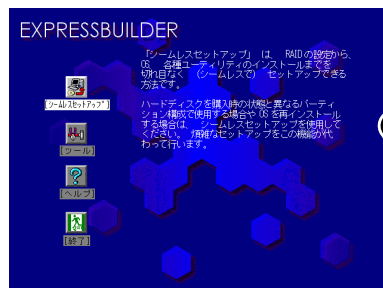 EXPRESSBUILDER
「シームレスセットアップ」 は、 RAIDの設定から、
OS、 各種ユーティリティのインストールまでを
切れ目なく (シームレスで) セットアップできる
方法です。
ハードディスクを購入時の状態と異なるパーティ
ション構成で使用する場合や OS を再インストール
する場合は、 シームレスセットアップを使用して
ください。 煩雑なセットアップをこの機能が代
わって行います。
[シームレスセットアップ]
[ツール]
[ヘルプ]
[終了]